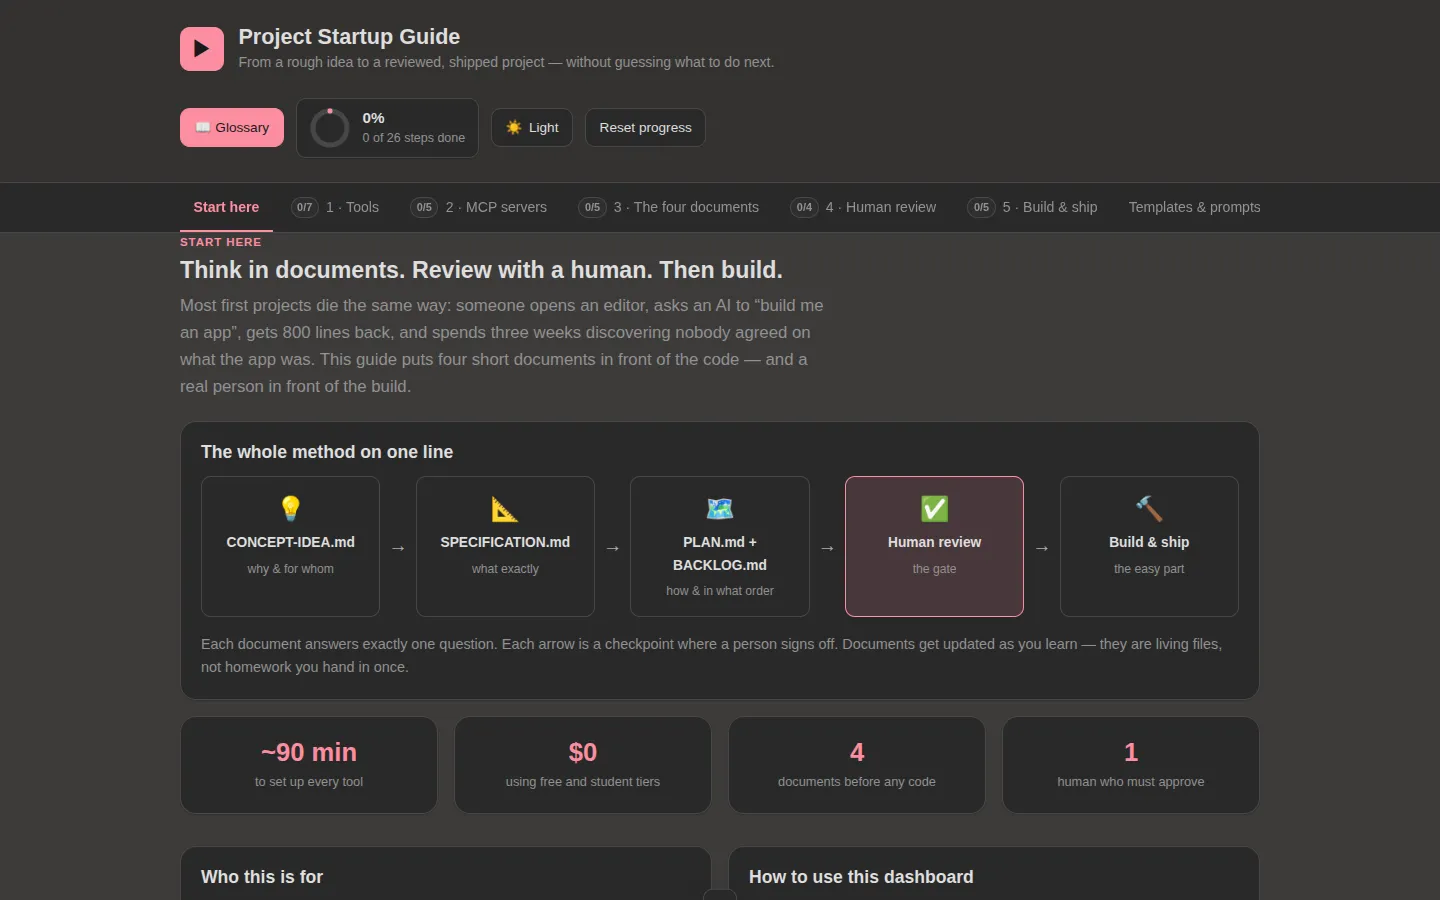 Project Startup Guide
From a rough idea to a reviewed, shipped project — without guessing what to do next.
📖 Glossary
0%
0 of 26 steps done
☀️ Light
Reset progress
Start here
0/7 1 · Tools
0/5 2 · MCP servers
0/5 3 · The four documents
0/4 4 · Human review
0/5 5 · Build & ship
Templates & prompts
START HERE
Think in documents. Review with a human. Then build.
Most first projects die the same way: someone opens an editor, asks an AI to “build me
an app”, gets 800 lines back, and spends three weeks discovering nobody agreed on
what the app was. This guide puts four short documents in front of the code — and a
real person in front of the build.
The whole method on one line
CONCEPT-IDEA.md
why & for whom
→
SPECIFICATION.md
what exactly
→
PLAN.md +
BACKLOG.md
how & in what order
→
Human review
the gate
→
Build & ship
the easy part
Each document answers exactly one question. Each arrow is a checkpoint where a person signs off. Documents get updated as you learn — they are living files,
not homework you hand in once.
~90 min
to set up every tool
$0
using free and student tiers
4
documents before any code
1
human who must approve
Who this is for
How to use this dashboard